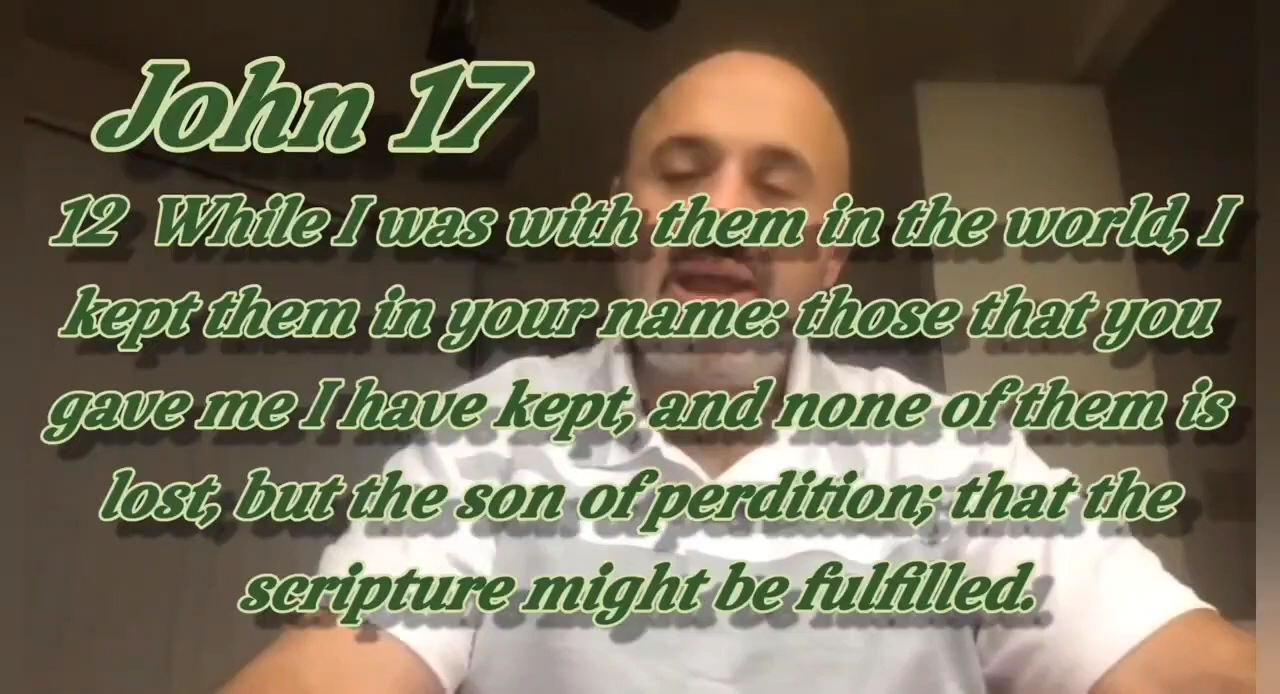 John 17
12 While I was with them in the world, I
kept them in your name: those that you
gave me I have kept, and none of them is
lost, but the son of perdition; that the
scripture might be fulfilled.